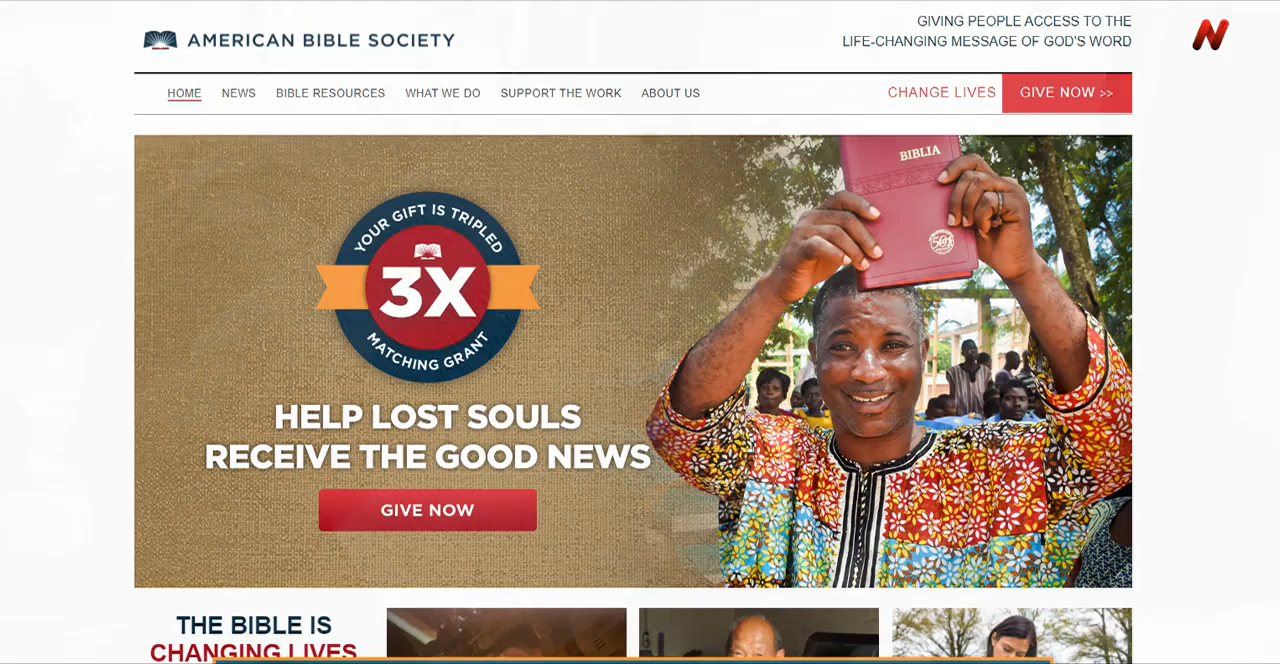 AMERICAN BIBLE SOCIETY
GIVING PEOPLE ACCESS TO THE
LIFE-CHANGING MESSAGE OF GOD'S WORD
N
HOME NEWS BIBLE RESOURCES WHAT WE DO SUPPORT THE WORK ABOUT US CHANGE LIVES GIVE NOW >>
BIBLIA
YOUR GIFT IS TRIPLED
3X
MATCHING GRANT
HELP LOST SOULS
RECEIVE THE GOOD NEWS
GIVE NOW
THE BIBLE IS
CHANGING LIVES